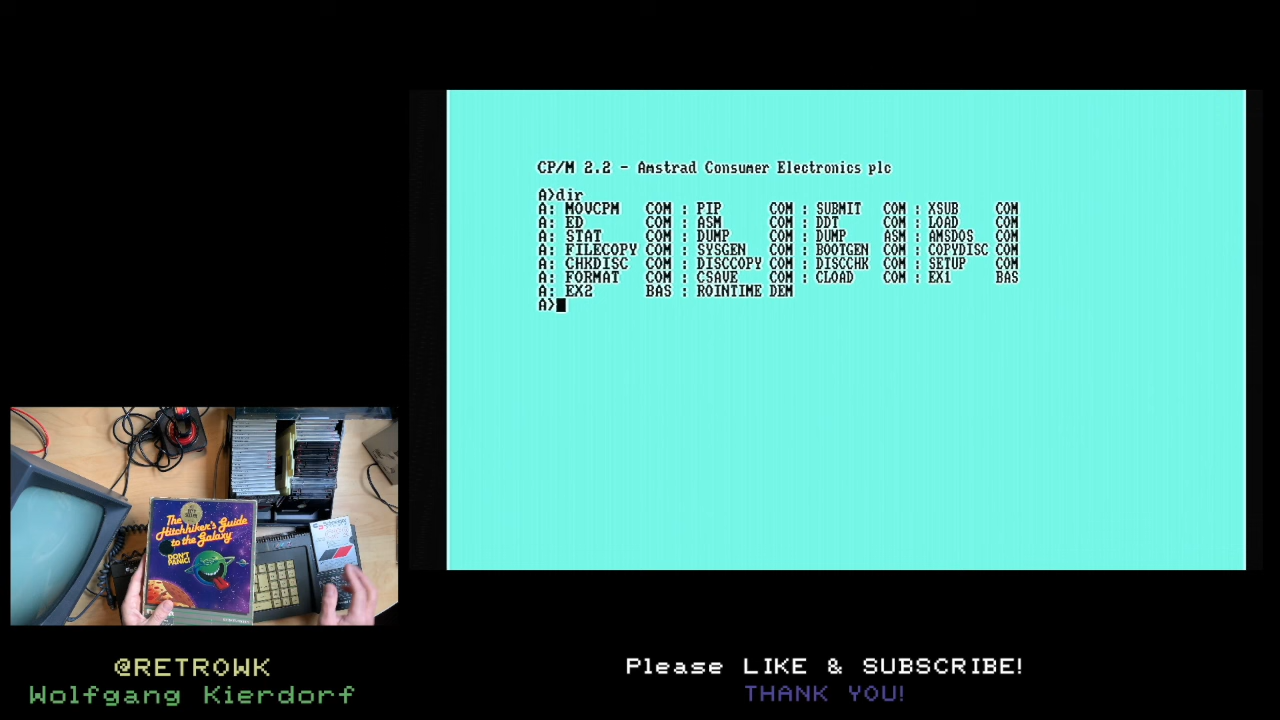 CP/M 2.2 - Amstrad Consumer Electronics plc
A>dir
A: MOVCPM COM : PIP COM : SUBMIT COM : XSUB COM
A: ED COM : ASM COM : DDT COM : LOAD COM
A: STAT COM : DUMP COM : DUMP ASM : AMSDOS COM
A: FILECOPY COM : SYSGEN COM : BOOTGEN COM : COPYDISC COM
A: CHKDISC COM : DISCCOPY COM : DISCCHK COM : SETUP COM
A: FORMAT COM : CSAVE COM : CLOAD COM : EX1 BAS
A: EX2 BAS : ROINTIME DEM
A>
The
Hitchhiker's Guide
to the Galaxy
DON'T
PANIC!
Schneider
@RETROWK
Wolfgang Kierdorf
Please LIKE & SUBSCRIBE!
THANK YOU!